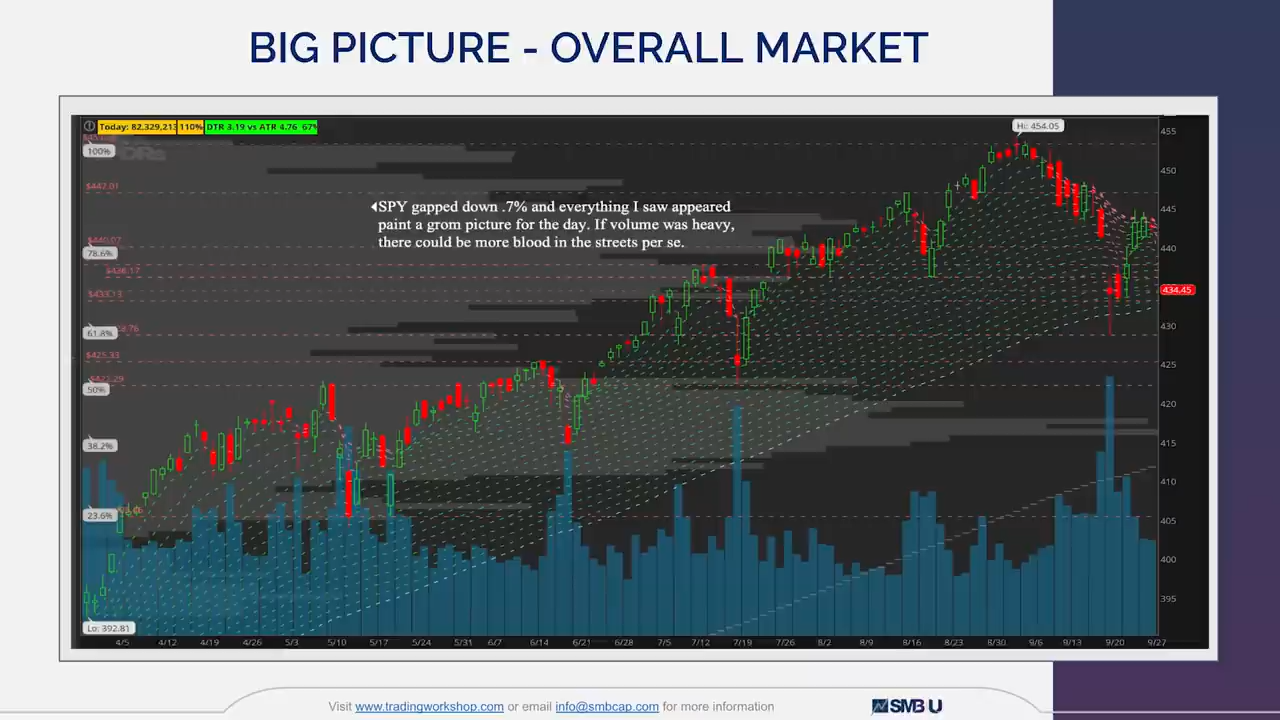 BIG PICTURE - OVERALL MARKET
Today: 82,329,213 110% DTR 3.19 vs ATR 4.76 67%
Hi: 454.05
100%
$447.01
SPY gapped down .7% and everything I saw appeared
paint a grom picture for the day. If volume was heavy,
there could be more blood in the streets per se.
$440.07
78.6%
$436.17
$433.13
61.8%
$425.33
$422.29
50%
38.2%
23.6%
Lo: 392.81
455
450
445
440
434.45
430
425
420
415
410
405
400
395
4/5 4/12 4/19 4/26 5/3 5/10 5/17 5/24 5/31 6/7 6/14 6/21 6/28 7/5 7/12 7/19 7/26 8/2 8/9 8/16 8/23 8/30 9/6 9/13 9/20 9/27
Visit www.tradingworkshop.com or email info@smbcap.com for more information
SMB U